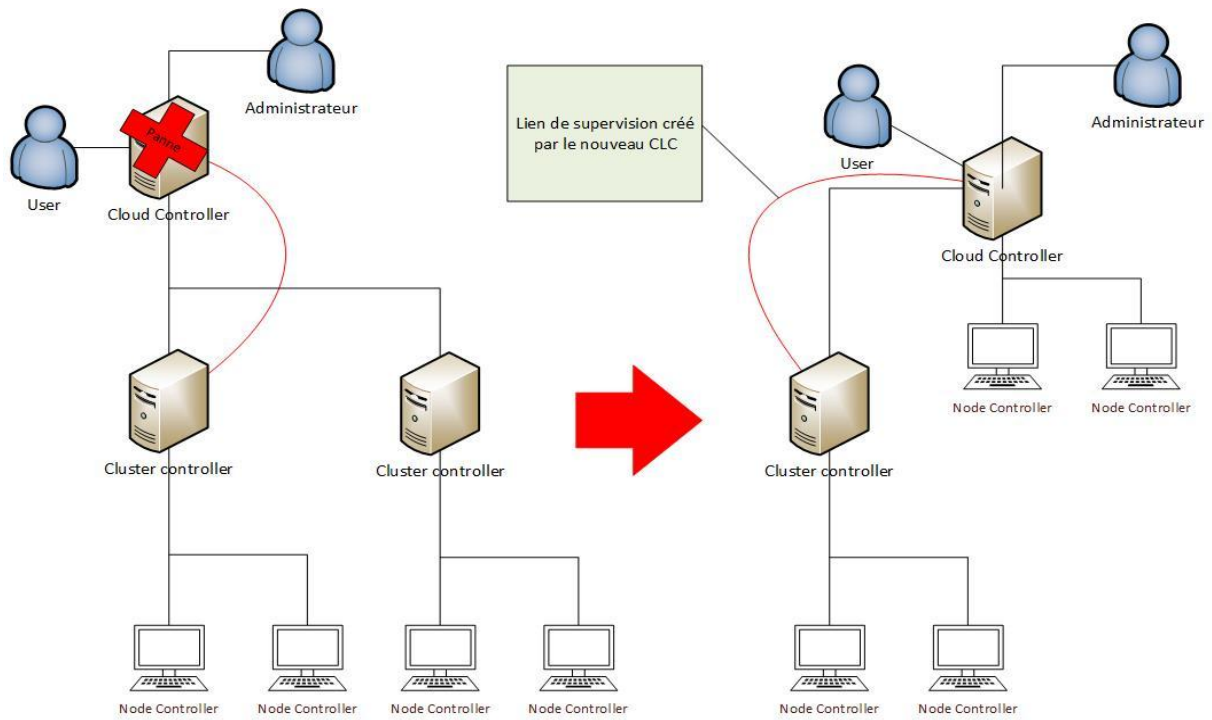 Administrateur
Panne
User
Cloud Controller
Lien de supervision créé
par le nouveau CLC
User
Administrateur
Cloud Controller
Node Controller
Node Controller
Cluster controller
Cluster controller
Cluster controller
Node Controller
Node Controller
Node Controller
Node Controller
Node Controller
Node Controller